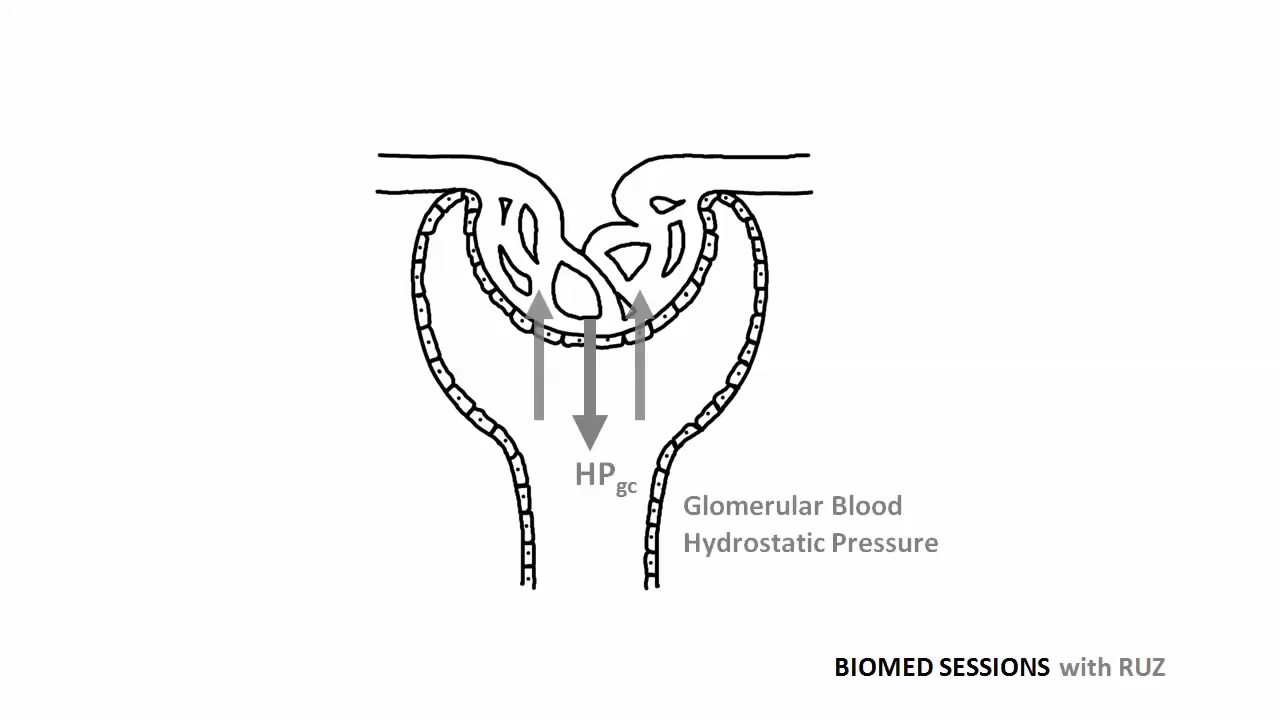 HPgc
Glomerular Blood
Hydrostatic Pressure
BIOMED SESSIONS with RUZ